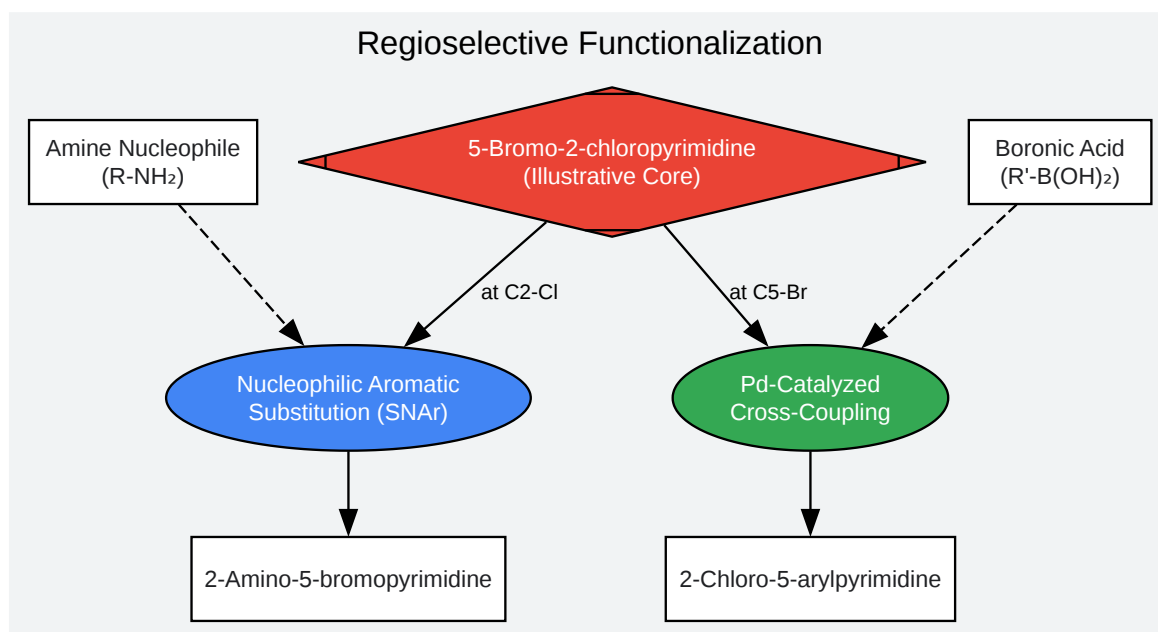 Regioselective Functionalization
Amine Nucleophile
(R-NH₂)
5-Bromo-2-chloropyrimidine
(Illustrative Core)
Boronic Acid
(R'-B(OH)₂)
at C2-Cl
at C5-Br
Nucleophilic Aromatic
Substitution (SNAr)
Pd-Catalyzed
Cross-Coupling
2-Amino-5-bromopyrimidine
2-Chloro-5-arylpyrimidine